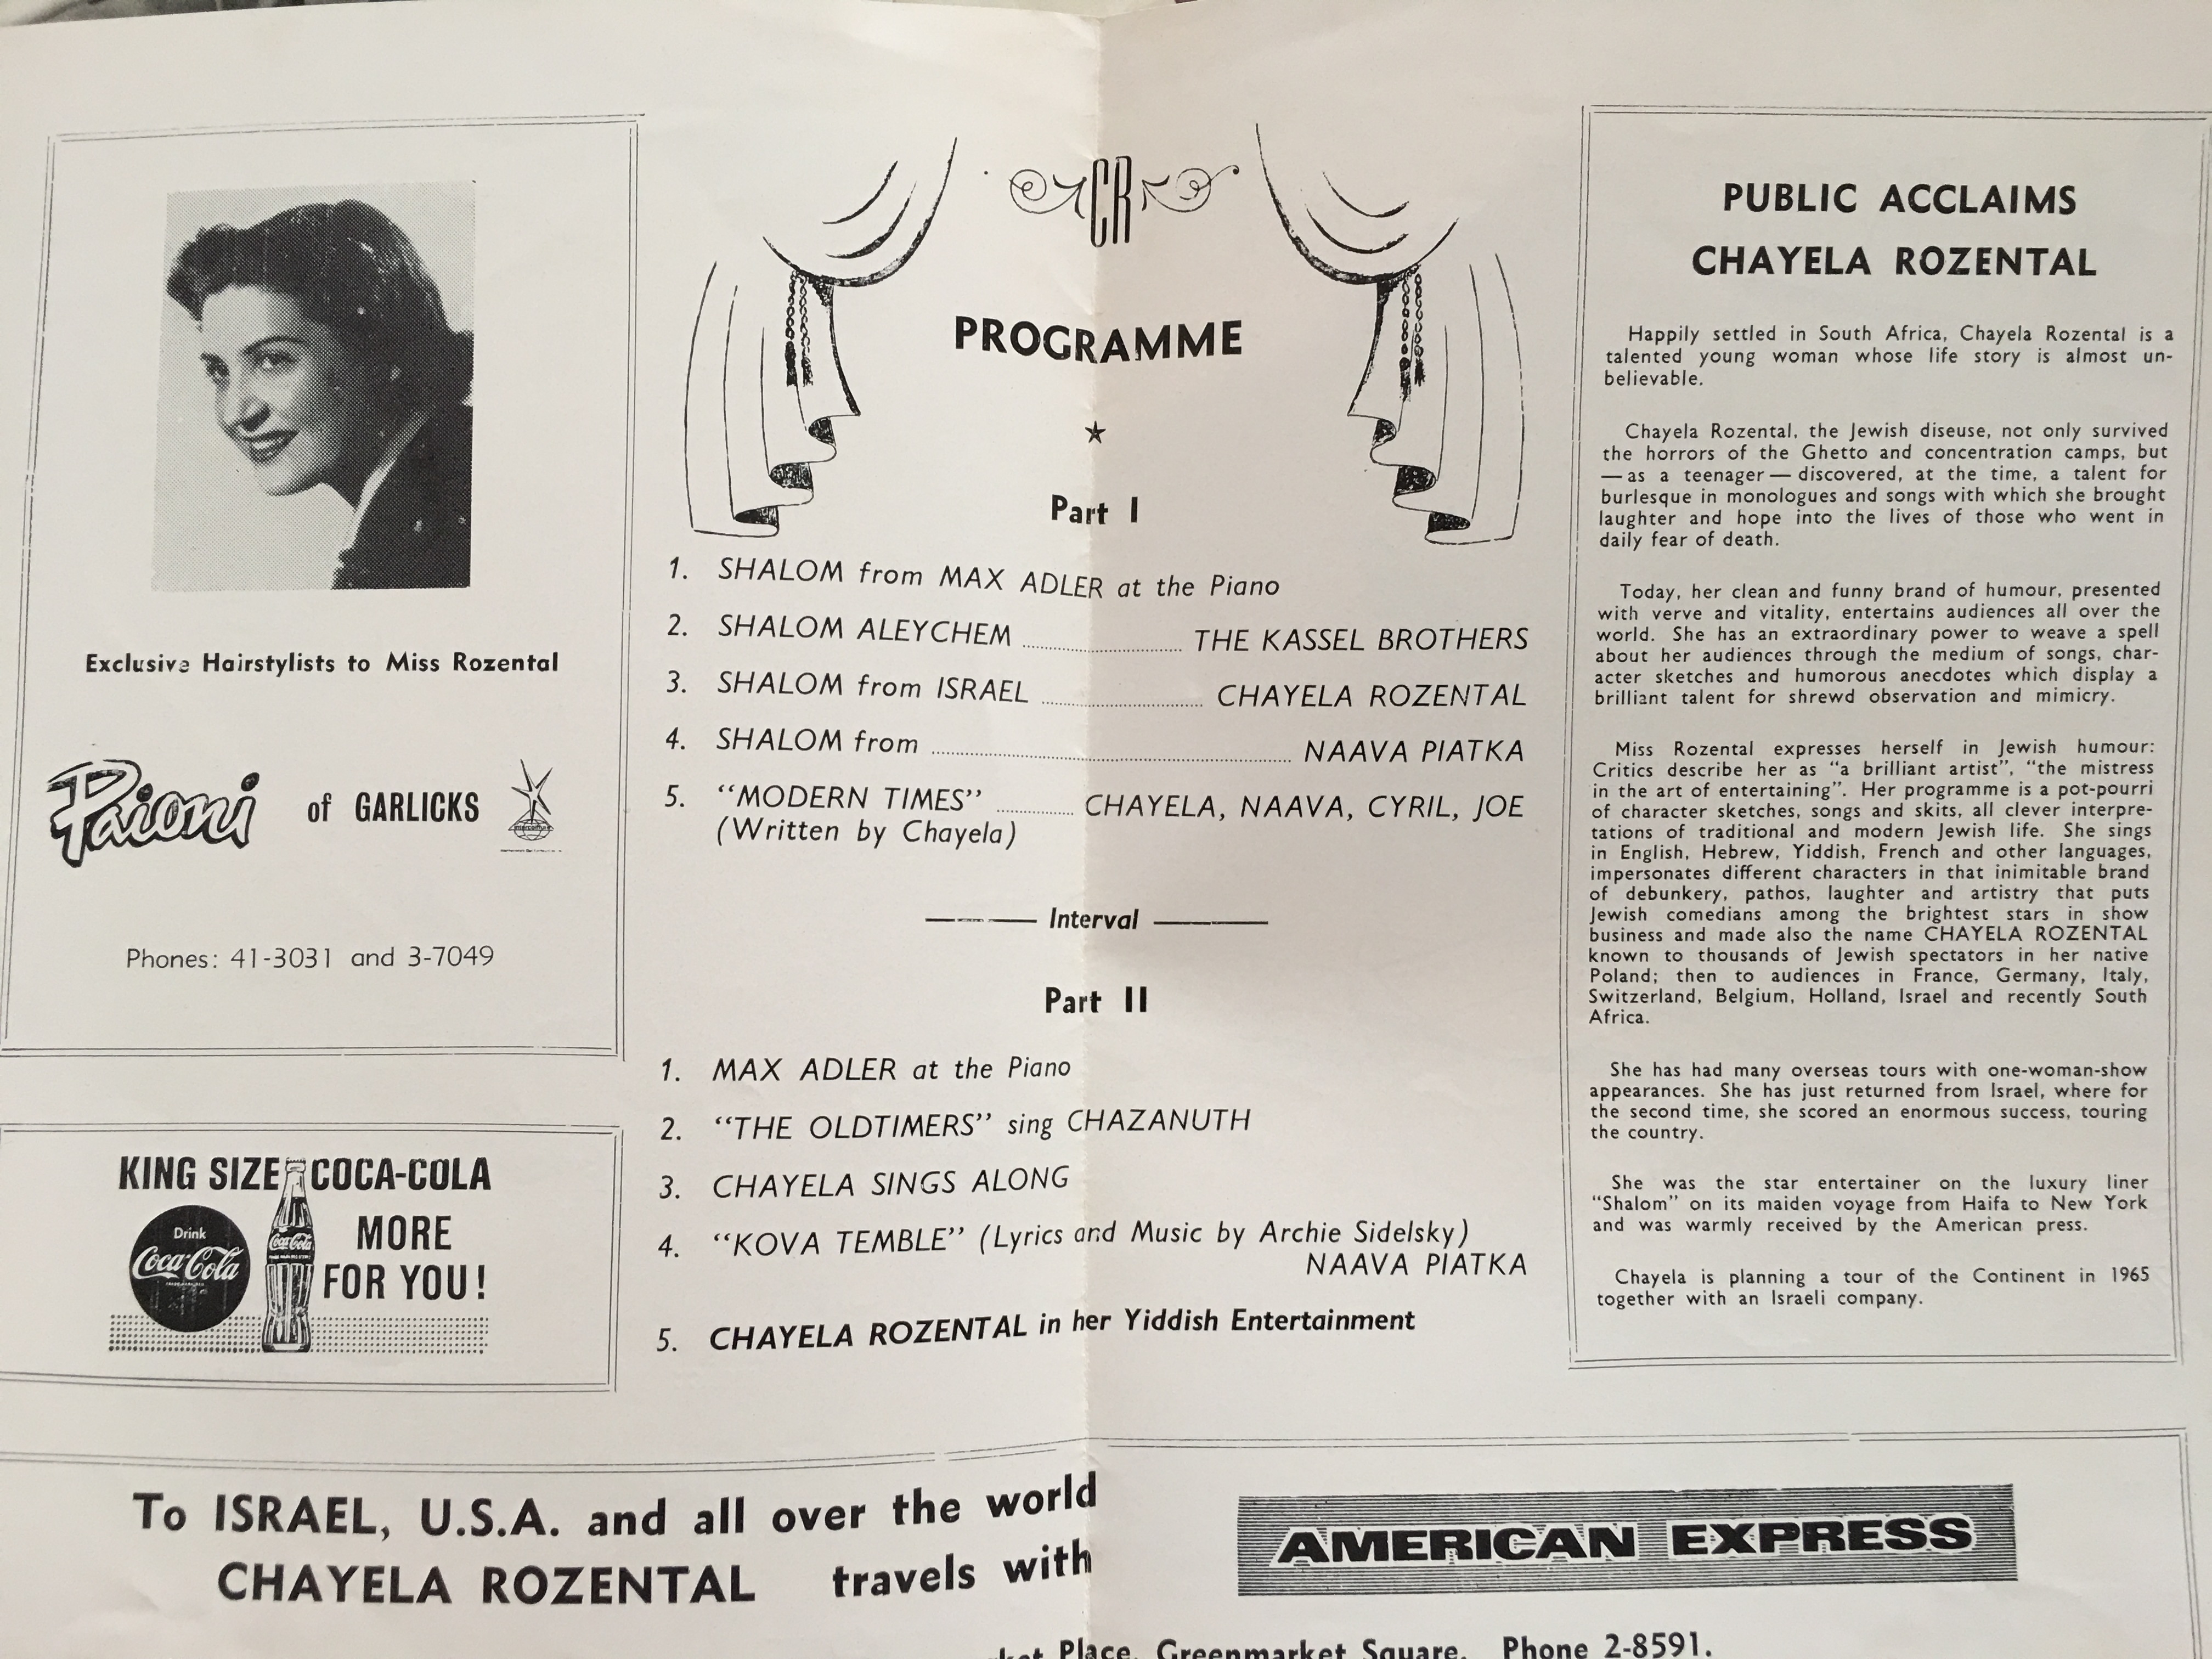 Exclusive Hairstylists to Miss Rozental
Paioni of GARLICKS
Phones: 41-3031 and 3-7049
KING SIZE COCA-COLA
MORE
FOR YOU!
Drink
Coca-Cola
Coca-Cola
CR
PROGRAMME
Part I
1. SHALOM from MAX ADLER at the Piano
2. SHALOM ALEYCHEM THE KASSEL BROTHERS
3. SHALOM from ISRAEL CHAYELA ROZENTAL
4. SHALOM from NAAVA PIATKA
5. “MODERN TIMES” CHAYELA, NAAVA, CYRIL, JOE
(Written by Chayela)
Interval
Part II
1. MAX ADLER at the Piano
2. “THE OLDTIMERS” sing CHAZANUTH
3. CHAYELA SINGS ALONG
4. “KOVA TEMBLE” (Lyrics and Music by Archie Sidelsky)
NAAVA PIATKA
5. CHAYELA ROZENTAL in her Yiddish Entertainment
PUBLIC ACCLAIMS
CHAYELA ROZENTAL
Happily settled in South Africa, Chayela Rozental is a
talented young woman whose life story is almost un-
believable.
Chayela Rozental, the Jewish diseuse, not only survived
the horrors of the Ghetto and concentration camps, but
— as a teenager — discovered, at the time, a talent for
burlesque in monologues and songs with which she brought
laughter and hope into the lives of those who went in
daily fear of death.
Today, her clean and funny brand of humour, presented
with verve and vitality, entertains audiences all over the
world. She has an extraordinary power to weave a spell
about her audiences through the medium of songs, char-
acter sketches and humorous anecdotes which display a
brilliant talent for shrewd observation and mimicry.
Miss Rozental expresses herself in Jewish humour:
Critics describe her as “a brilliant artist”, “the mistress
in the art of entertaining”. Her programme is a pot-pourri
of character sketches, songs and skits, all clever interpre-
tations of traditional and modern Jewish life. She sings
in English, Hebrew, Yiddish, French and other languages,
impersonates different characters in that inimitable brand
of debunkery, pathos, laughter and artistry that puts
Jewish comedians among the brightest stars in show
business and made also the name CHAYELA ROZENTAL
known to thousands of Jewish spectators in her native
Poland; then to audiences in France, Germany, Italy,
Switzerland, Belgium, Holland, Israel and recently South
Africa.
She has had many overseas tours with one-woman-show
appearances. She has just returned from Israel, where for
the second time, she scored an enormous success, touring
the country.
She was the star entertainer on the luxury liner
“Shalom” on its maiden voyage from Haifa to New York
and was warmly received by the American press.
Chayela is planning a tour of the Continent in 1965
together with an Israeli company.
To ISRAEL, U.S.A. and all over the world
CHAYELA ROZENTAL travels with
AMERICAN EXPRESS
Place, Greenmarket Square. Phone 2-8591.